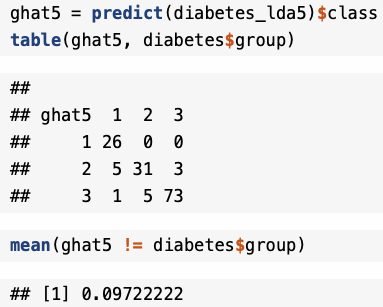 ghat5 = predict(diabetes_lda5)$class
table(ghat5, diabetes$group)
##
## ghat5  1  2  3
##     1 26  0  0
##     2  5 31  3
##     3  1  5 73
mean(ghat5 != diabetes$group)
## [1] 0.09722222